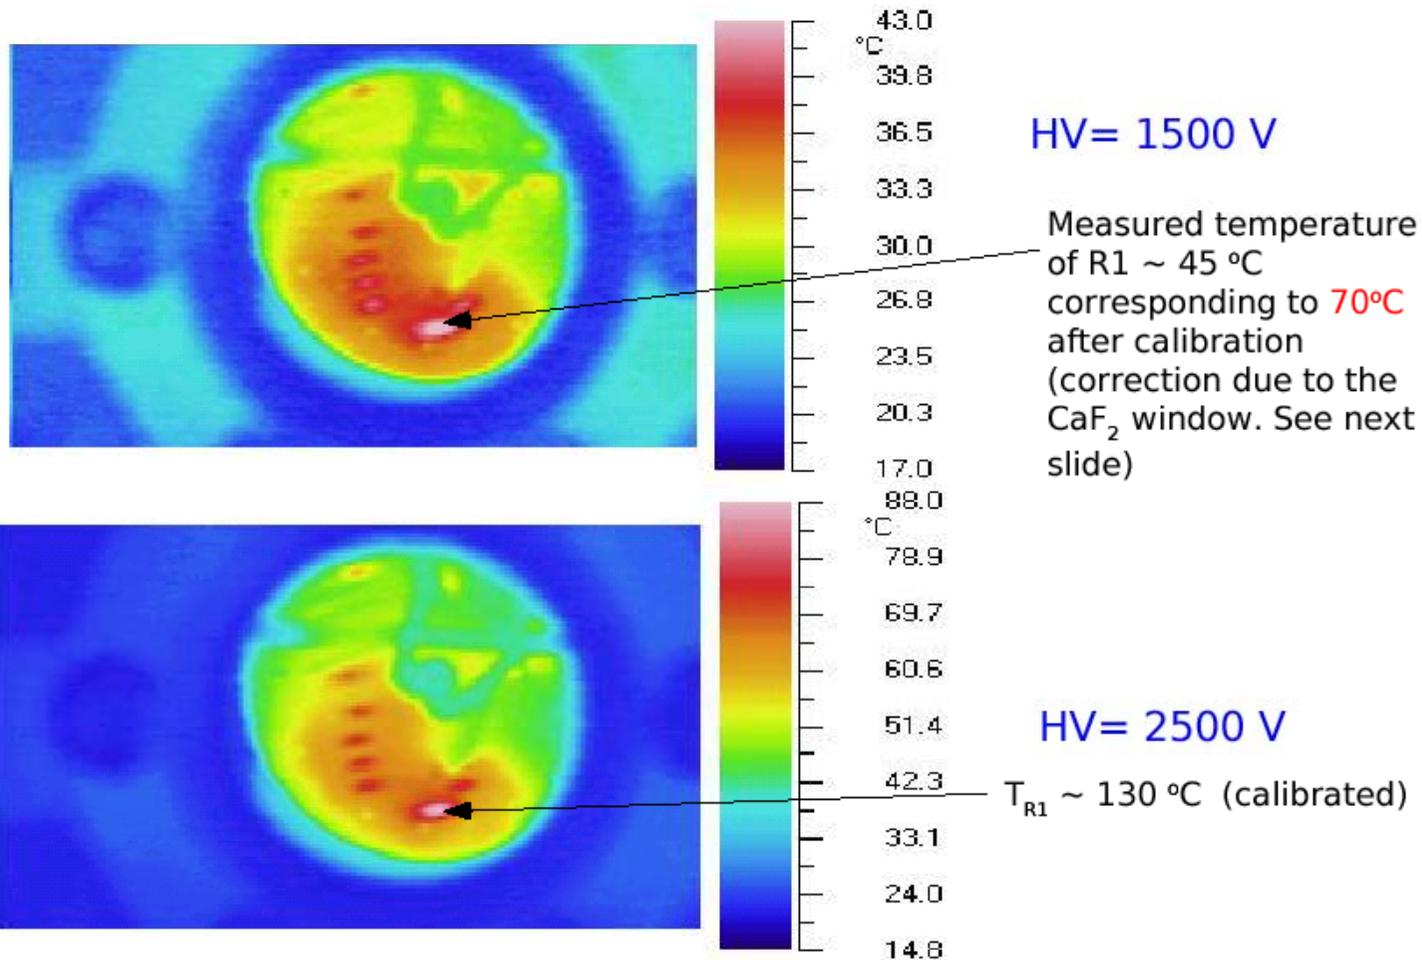 43.0
°C
39.8
36.5
33.3
30.0
26.8
23.5
20.3
17.0
HV= 1500 V
Measured temperature
of R1 ~ 45 ºC
corresponding to 70ºC
after calibration
(correction due to the
CaF2 window. See next
slide)
88.0
°C
78.9
69.7
60.6
51.4
42.3
33.1
24.0
14.8
HV= 2500 V
TR1 ~ 130 ºC (calibrated)